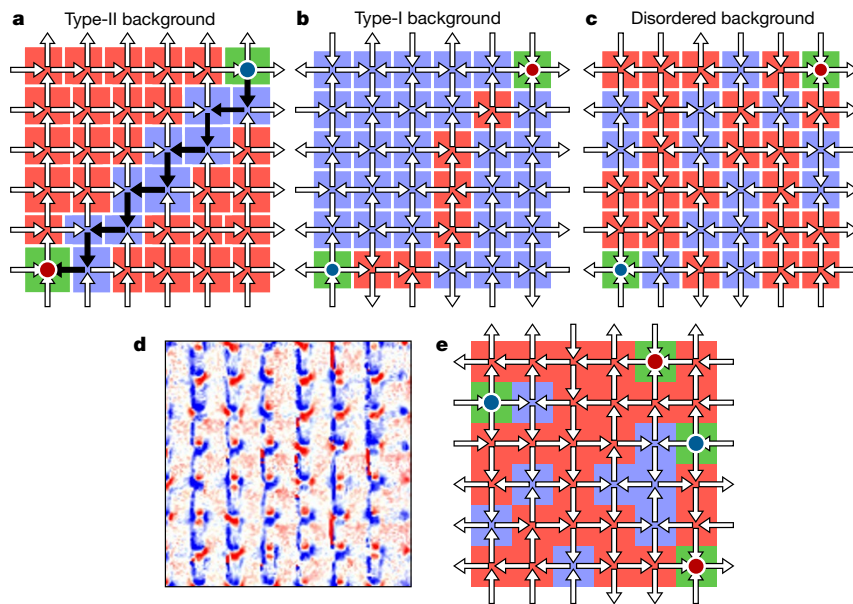 a Type-II background
b Type-I background
c Disordered background
d
e